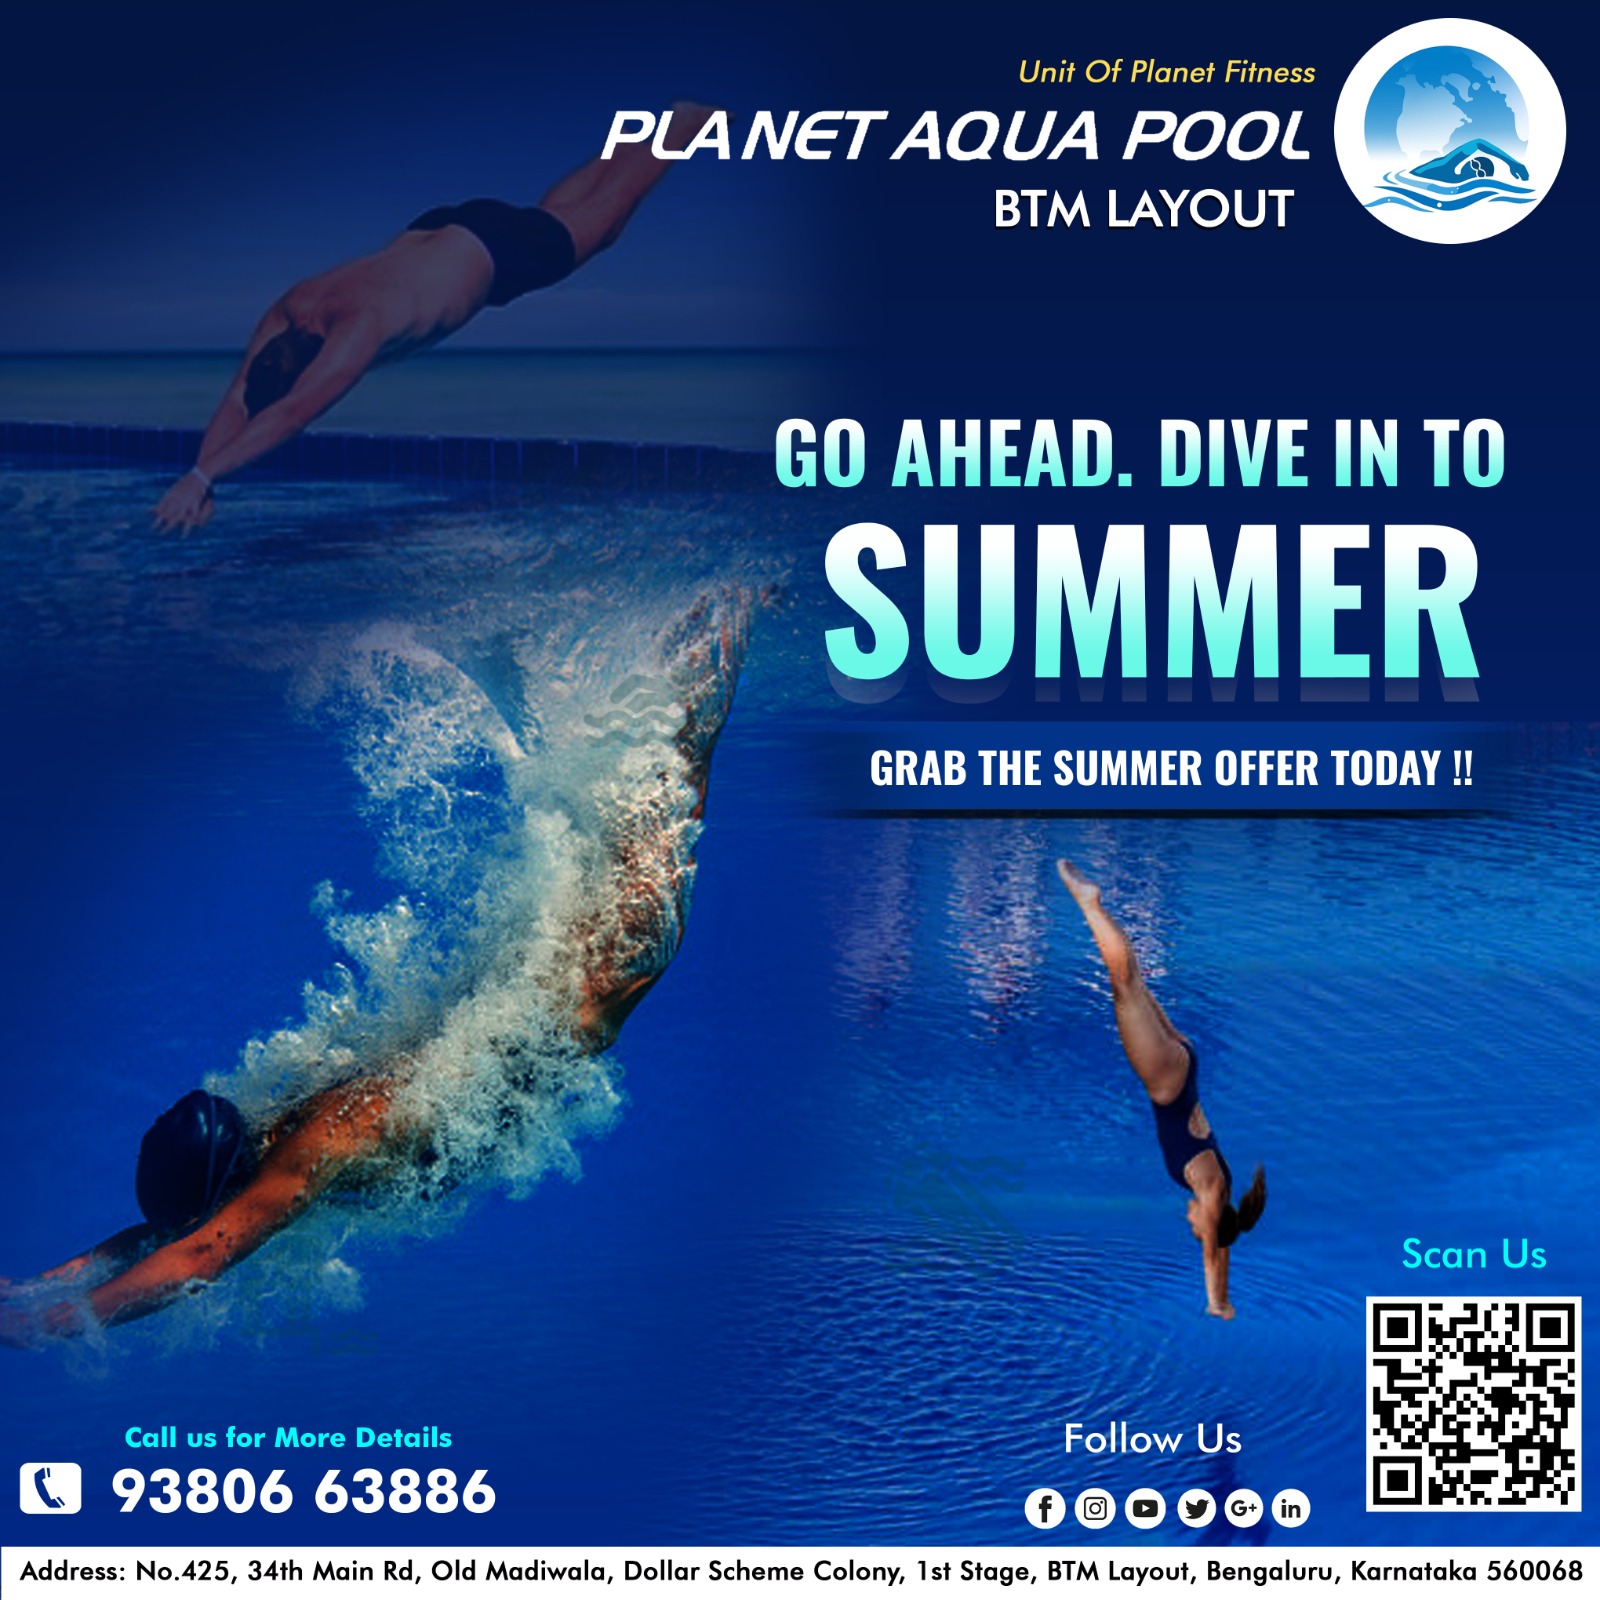 Unit Of Planet Fitness
PLANET AQUA POOL
BTM LAYOUT
GO AHEAD. DIVE IN TO
SUMMER
GRAB THE SUMMER OFFER TODAY !!
Scan Us
Call us for More Details
93806 63886
Follow Us
G+
in
Address: No.425, 34th Main Rd, Old Madiwala, Dollar Scheme Colony, 1st Stage, BTM Layout, Bengaluru, Karnataka 560068